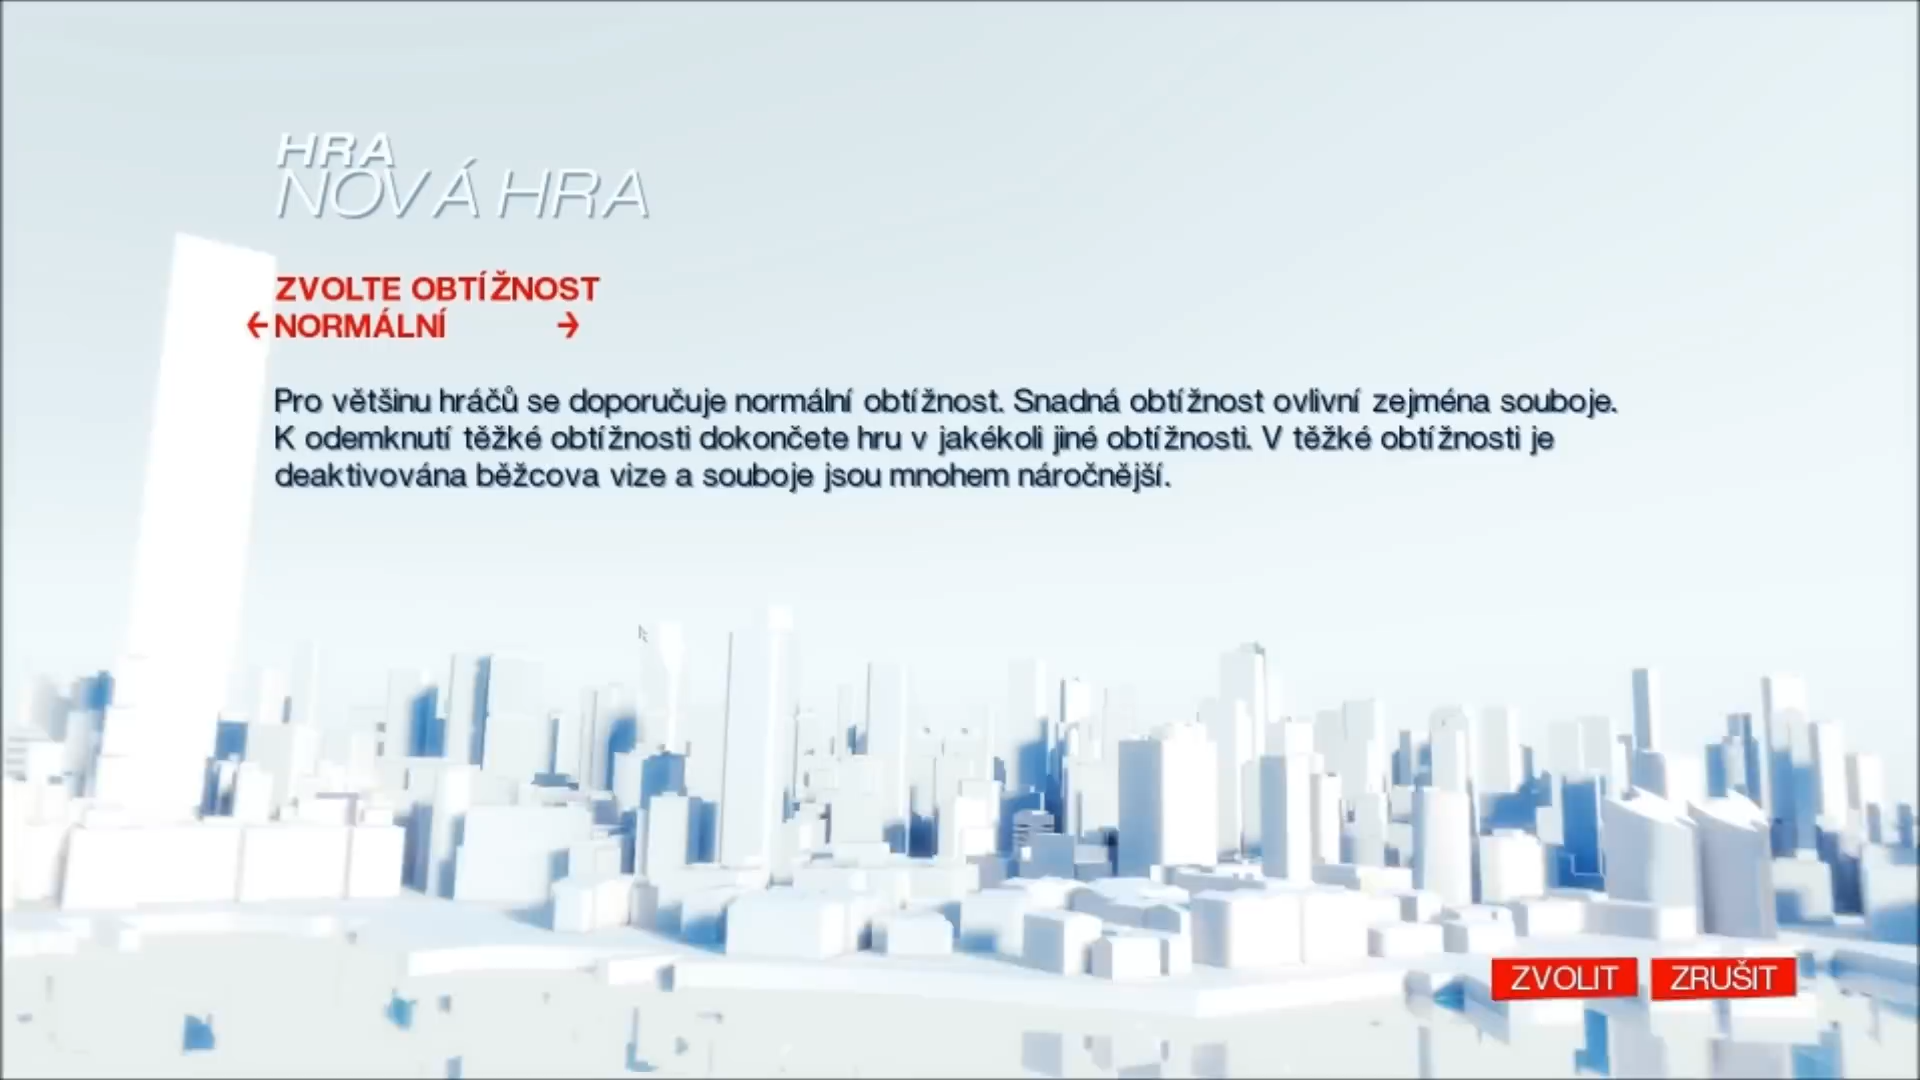 HRA
NOVÁ HRA
ZVOLTE OBTÍŽNOST
←NORMÁLNÍ →
Pro většinu hráčů se doporučuje normální obtížnost. Snadná obtížnost ovlivní zejména souboje.
K odemknutí těžké obtížnosti dokončete hru v jakékoli jiné obtížnosti. V těžké obtížnosti je
deaktivována běžcova vize a souboje jsou mnohem náročnější.
ZVOLIT ZRUŠIT